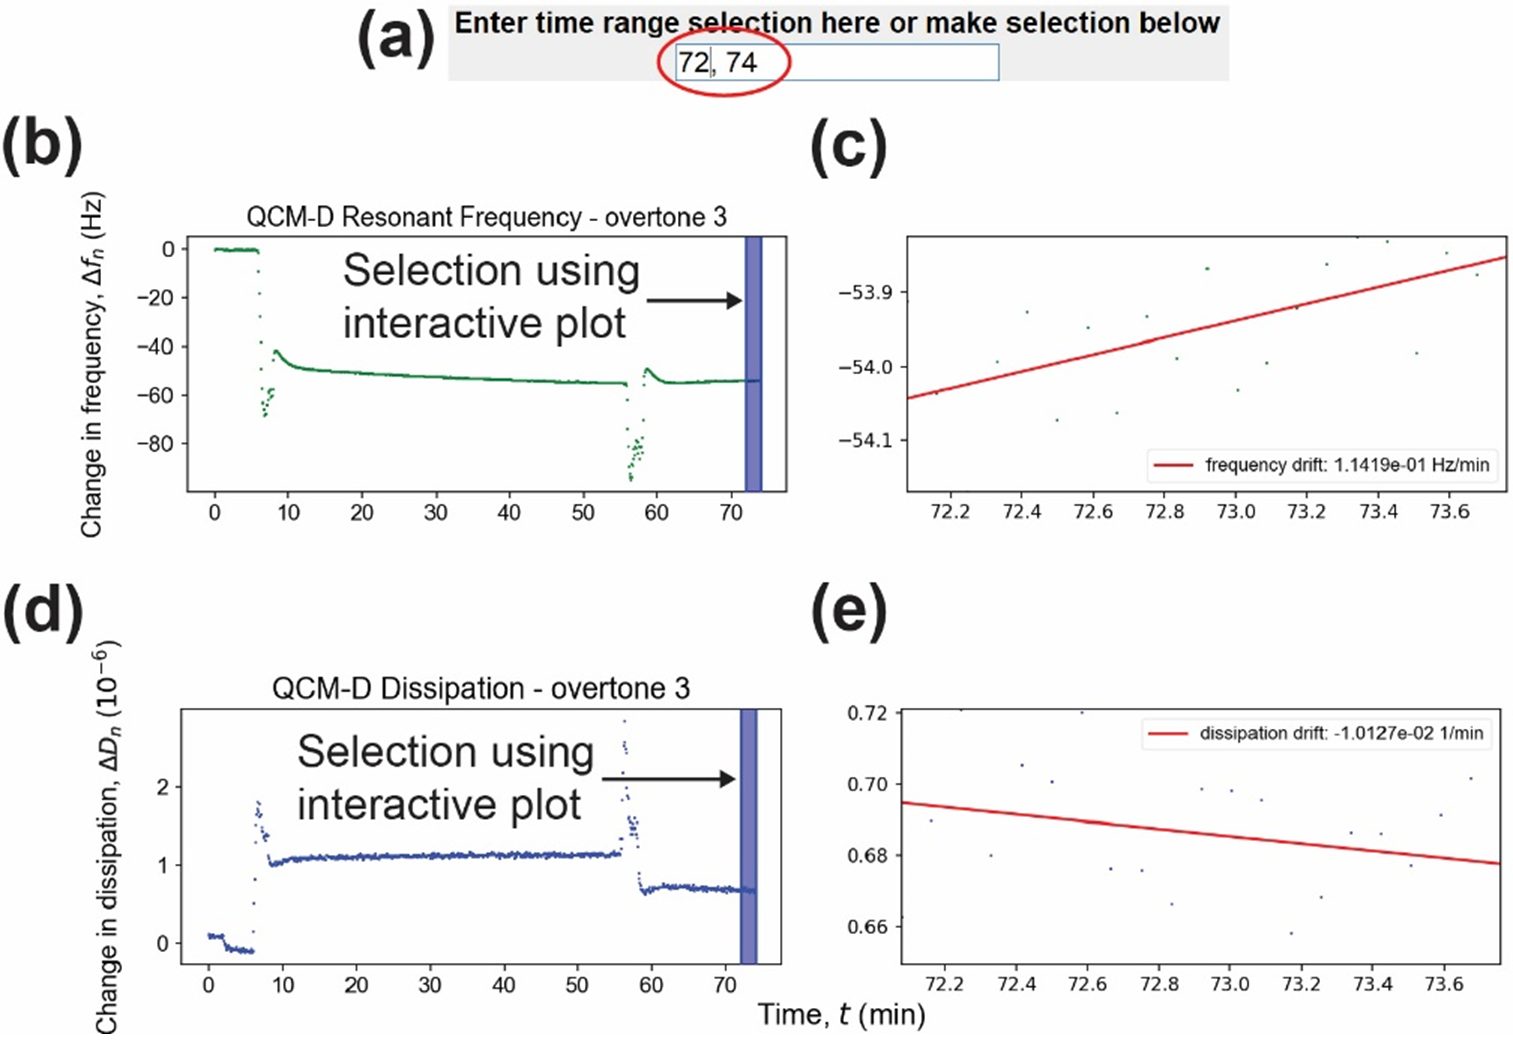 (a)
Enter time range selection here or make selection below
72, 74
(b)
QCM-D Resonant Frequency - overtone 3
Change in frequency, Δfₙ (Hz)
0
−20
−40
−60
−80
Selection using
interactive plot
0 10 20 30 40 50 60 70
(c)
−53.9
−54.0
−54.1
frequency drift: 1.1419e-01 Hz/min
72.2 72.4 72.6 72.8 73.0 73.2 73.4 73.6
(d)
QCM-D Dissipation - overtone 3
Change in dissipation, ΔDₙ (10⁻⁶)
2
1
0
Selection using
interactive plot
0 10 20 30 40 50 60 70
(e)
0.72
0.70
0.68
0.66
dissipation drift: -1.0127e-02 1/min
72.2 72.4 72.6 72.8 73.0 73.2 73.4 73.6
Time, t (min)